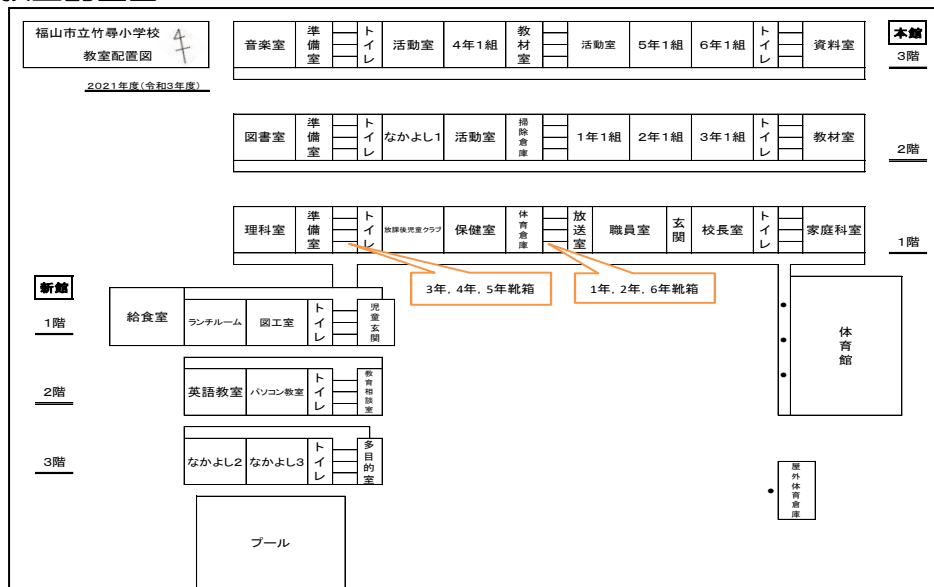 福山市立竹尋小学校
教室配置図
2021年度(令和3年度)
本館
3階
音楽室 準備室 トイレ 活動室 4年1組 教材室 活動室 5年1組 6年1組 トイレ 資料室
2階
図書室 準備室 トイレ なかよし1 活動室 掃除倉庫 1年1組 2年1組 3年1組 トイレ 教材室
1階
理科室 準備室 トイレ 放課後児童クラブ 保健室 体育倉庫 放送室 職員室 玄関 校長室 トイレ 家庭科室
3年，4年，5年靴箱
1年，2年，6年靴箱
新館
1階
給食室 ランチルーム 図工室 トイレ 児童玄関
2階
英語教室 パソコン教室 トイレ 教育相談室
3階
なかよし2 なかよし3 トイレ 多目的室
プール
体育館
屋外体育倉庫